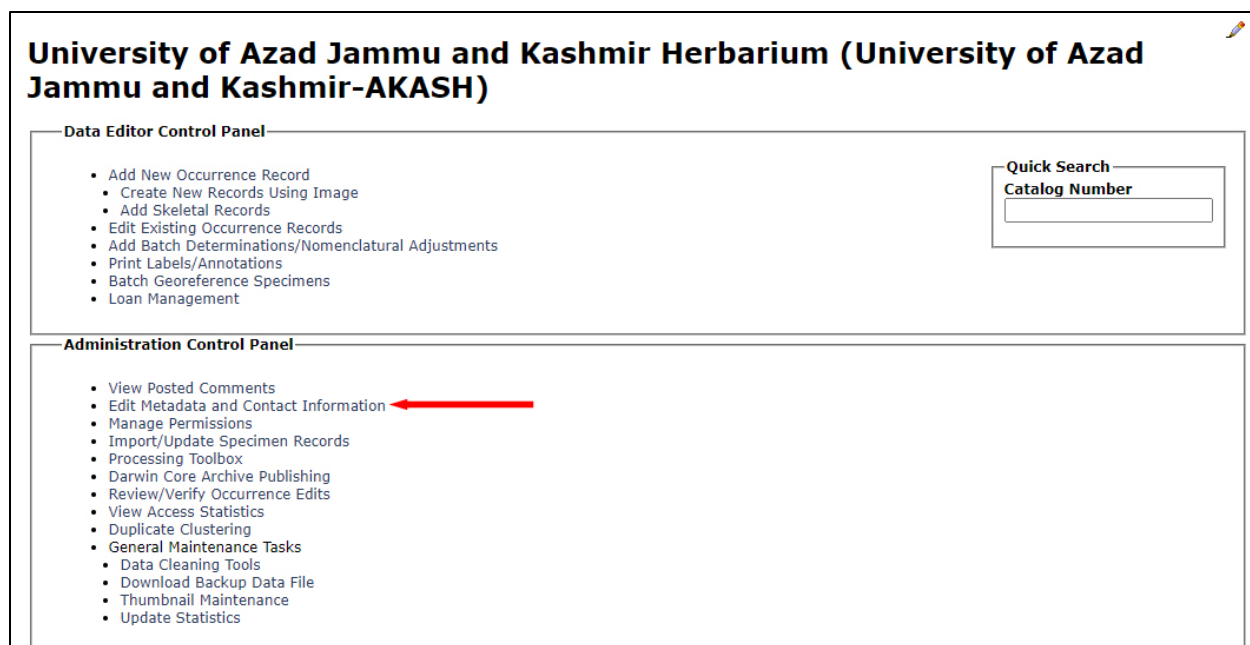 University of Azad Jammu and Kashmir Herbarium (University of Azad
Jammu and Kashmir-AKASH)
Data Editor Control Panel
Add New Occurrence Record
Create New Records Using Image
Add Skeletal Records
Edit Existing Occurrence Records
Add Batch Determinations/Nomenclatural Adjustments
Print Labels/Annotations
Batch Georeference Specimens
Loan Management
Quick Search
Catalog Number
Administration Control Panel
View Posted Comments
Edit Metadata and Contact Information
Manage Permissions
Import/Update Specimen Records
Processing Toolbox
Darwin Core Archive Publishing
Review/Verify Occurrence Edits
View Access Statistics
Duplicate Clustering
General Maintenance Tasks
Data Cleaning Tools
Download Backup Data File
Thumbnail Maintenance
Update Statistics